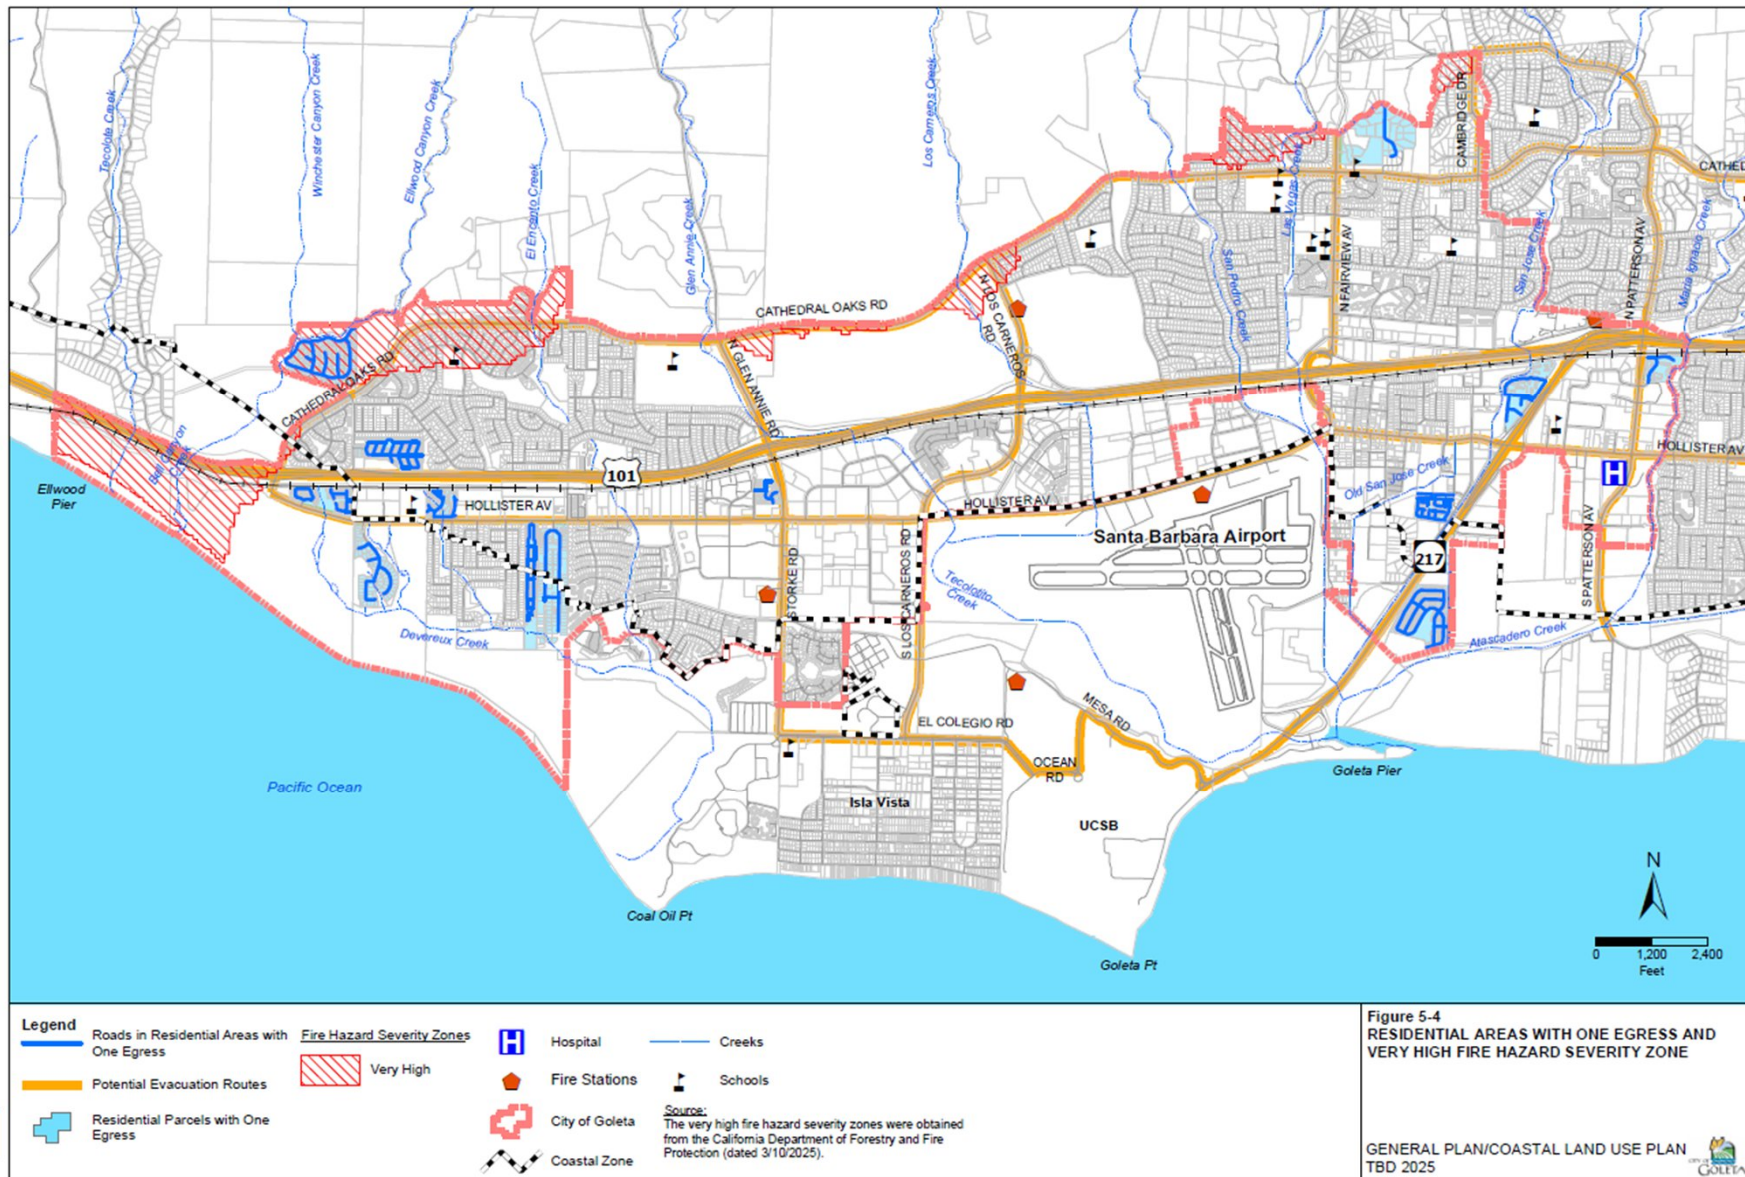 Tecolote Creek
Winchester Canyon Creek
Ellwood Canyon Creek
El Encanto Creek
Glen Annie Creek
Los Carneros Creek
Las Vegas Creek
San Pedro Creek
San Jose Creek
Maria Ignacio Creek
CAMBRIDGE DR
CATHED
N FAIRVIEW AV
N PATTERSON AV
CATHEDRAL OAKS RD
N LOS CARNEROS
RD
N GLEN ANNIE RD
CATHEDRAL OAKS RD
Bell Canyon
Creek
Ellwood
Pier
101
HOLLISTER AV
HOLLISTER AV
HOLLISTER AV
Old San Jose Creek
Santa Barbara Airport
217
S PATTERSON AV
STORKE RD
S LOS CARNEROS RD
Tecolotito
Creek
Devereux Creek
Atascadero Creek
EL COLEGIO RD
MESA RD
OCEAN
RD
Goleta Pier
Pacific Ocean
Isla Vista
UCSB
Coal Oil Pt
Goleta Pt
N
0 1,200 2,400
Feet
Legend
Roads in Residential Areas with
One Egress
Potential Evacuation Routes
Residential Parcels with One
Egress
Fire Hazard Severity Zones
Very High
H Hospital
Fire Stations
City of Goleta
Coastal Zone
Creeks
Schools
Source:
The very high fire hazard severity zones were obtained
from the California Department of Forestry and Fire
Protection (dated 3/10/2025).
Figure 5-4
RESIDENTIAL AREAS WITH ONE EGRESS AND
VERY HIGH FIRE HAZARD SEVERITY ZONE
GENERAL PLAN/COASTAL LAND USE PLAN
TBD 2025
CITY OF
GOLETA